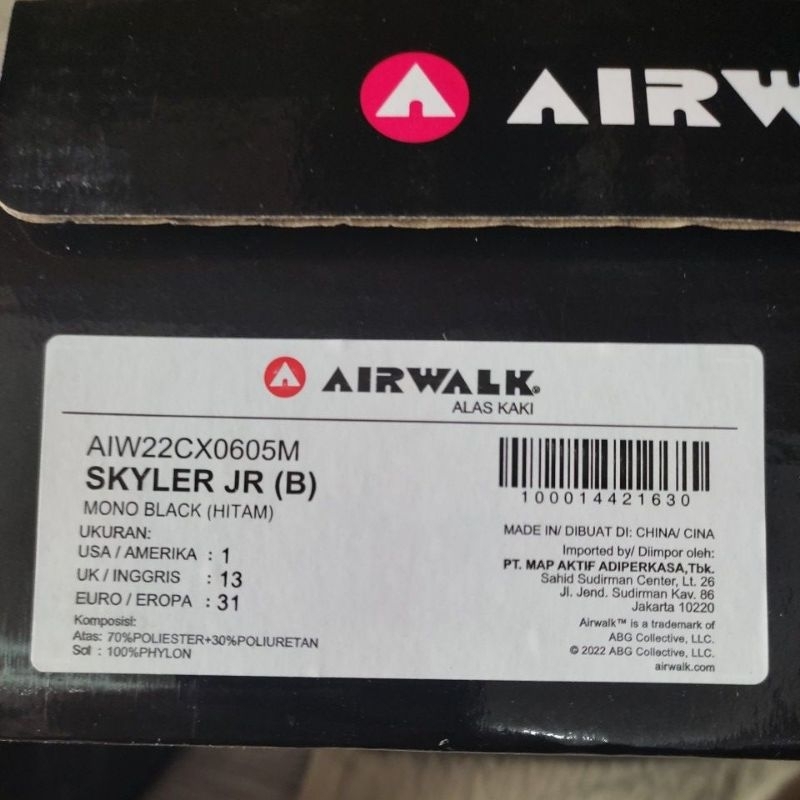 AIRW
AIRWALK®
ALAS KAKI
AIW22CX0605M
SKYLER JR (B)
MONO BLACK (HITAM)
UKURAN:
USA / AMERIKA : 1
UK / INGGRIS : 13
EURO / EROPA : 31
Komposisi:
Atas: 70%POLIESTER+30%POLIURETAN
Sol : 100%PHYLON
100014421630
MADE IN/ DIBUAT DI: CHINA/ CINA
Imported by/ Diimpor oleh:
PT. MAP AKTIF ADIPERKASA,Tbk.
Sahid Sudirman Center, Lt. 26
Jl. Jend. Sudirman Kav. 86
Jakarta 10220
Airwalk™ is a trademark of
ABG Collective, LLC.
© 2022 ABG Collective, LLC.
airwalk.com